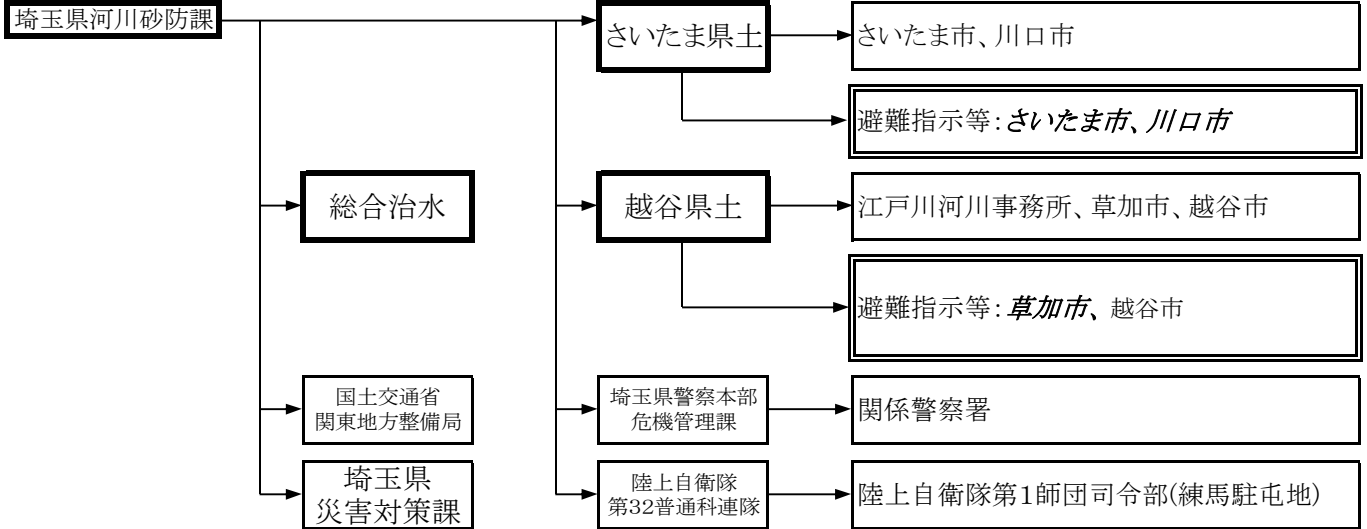 埼玉県河川砂防課
さいたま県土
さいたま市、川口市
避難指示等:さいたま市、川口市
総合治水
越谷県土
江戸川河川事務所、草加市、越谷市
避難指示等:草加市、越谷市
国土交通省
関東地方整備局
埼玉県警察本部
危機管理課
関係警察署
埼玉県
災害対策課
陸上自衛隊
第32普通科連隊
陸上自衛隊第1師団司令部(練馬駐屯地)